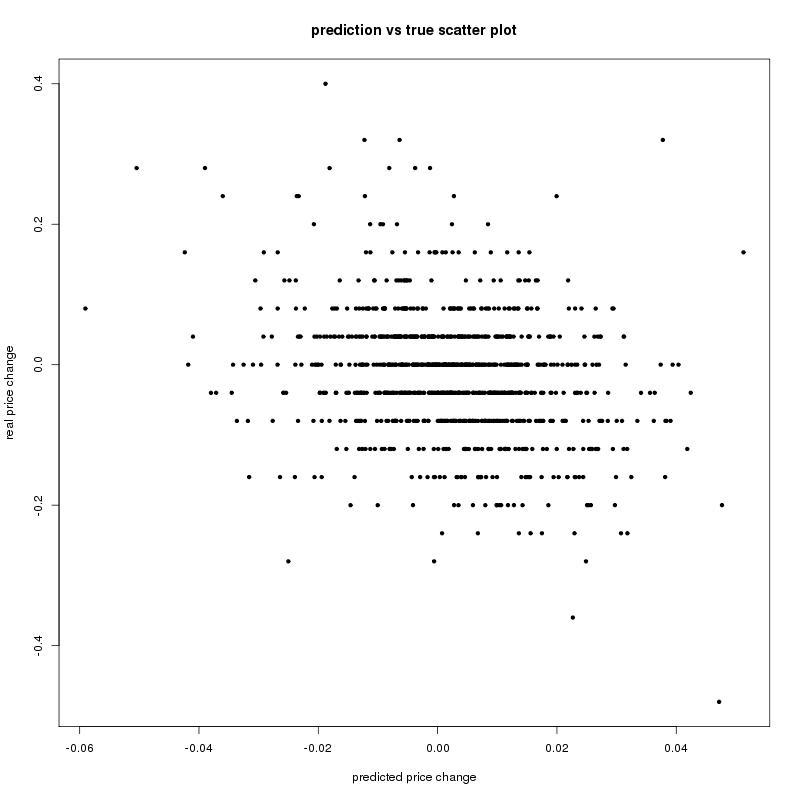 prediction vs true scatter plot
0.4
0.2
0.0
-0.2
-0.4
real price change
-0.06 -0.04 -0.02 0.00 0.02 0.04
predicted price change